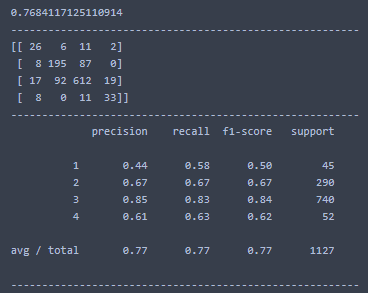 0.7684117125110914
--------------------------------------------------------
[[ 26   6  11   2]
 [  8 195  87   0]
 [ 17  92 612  19]
 [  8   0  11  33]]
--------------------------------------------------------
             precision    recall  f1-score   support

          1       0.44      0.58      0.50        45
          2       0.67      0.67      0.67       290
          3       0.85      0.83      0.84       740
          4       0.61      0.63      0.62        52

avg / total       0.77      0.77      0.77      1127

--------------------------------------------------------